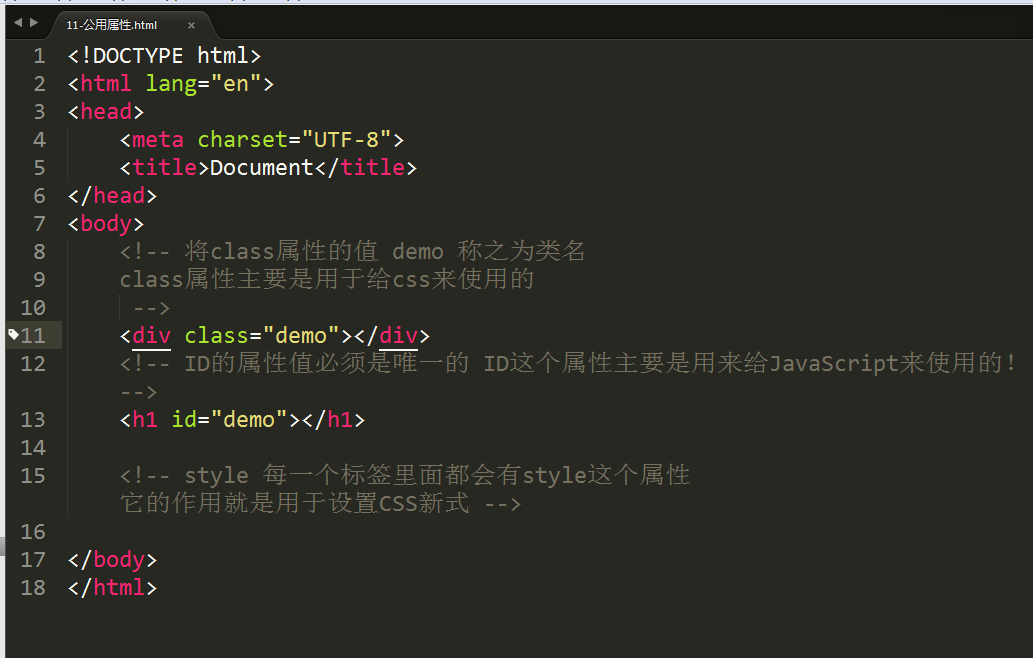 11-公用属性.html ×
1 <!DOCTYPE html>
2 <html lang="en">
3 <head>
4 <meta charset="UTF-8">
5 <title>Document</title>
6 </head>
7 <body>
8 <!-- 将class属性的值 demo 称之为类名
9 class属性主要是用于给css来使用的
10 -->
11 <div class="demo"></div>
12 <!-- ID的属性值必须是唯一的 ID这个属性主要是用来给JavaScript来使用的!
-->
13 <h1 id="demo"></h1>
14
15 <!-- style 每一个标签里面都会有style这个属性
它的作用就是用于设置CSS新式 -->
16
17 </body>
18 </html>